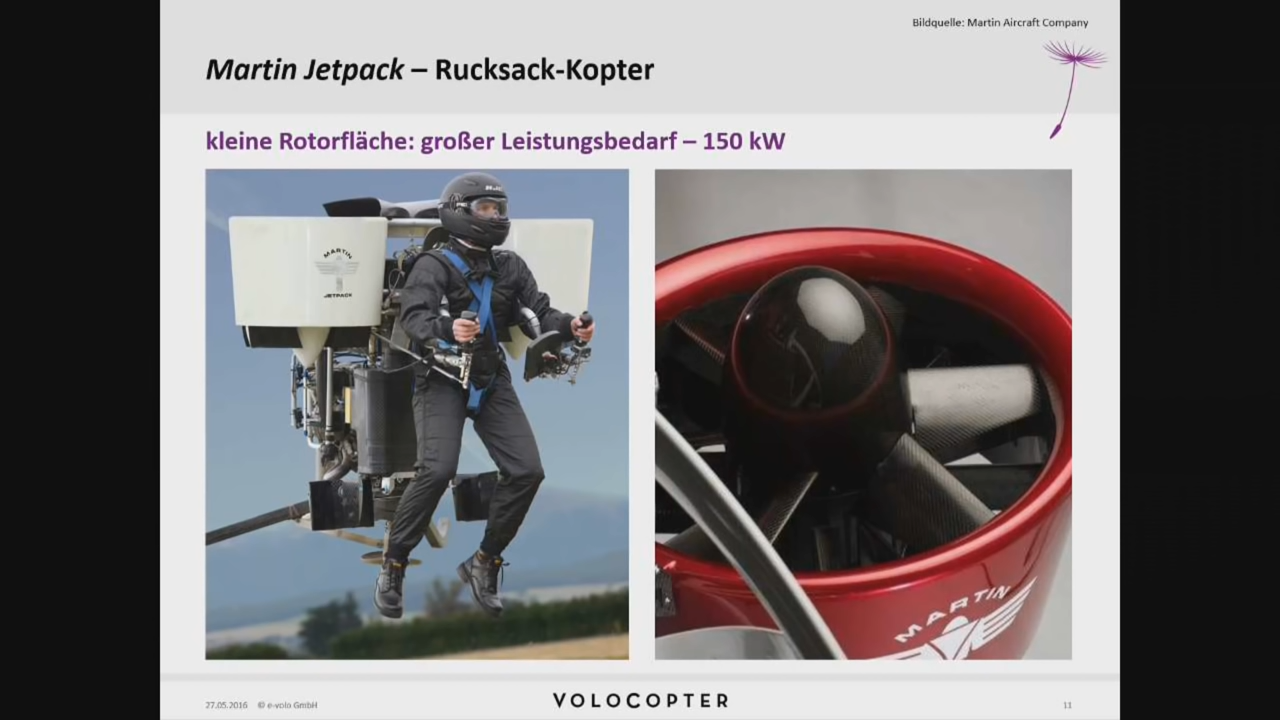 Bildquelle: Martin Aircraft Company
Martin Jetpack – Rucksack-Kopter
kleine Rotorfläche: großer Leistungsbedarf – 150 kW
MARTIN
JETPACK
MARTIN
27.05.2016 © e-volo GmbH
VOLOCOPTER
11